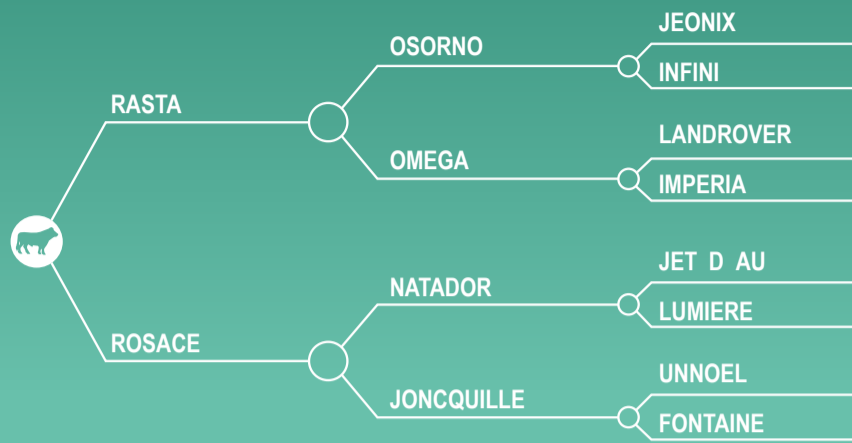 JEONIX
OSORNO
INFINI
RASTA
LANDROVER
OMEGA
IMPERIA
JET D AU
NATADOR
LUMIERE
ROSACE
UNNOEL
JONCQUILLE
FONTAINE